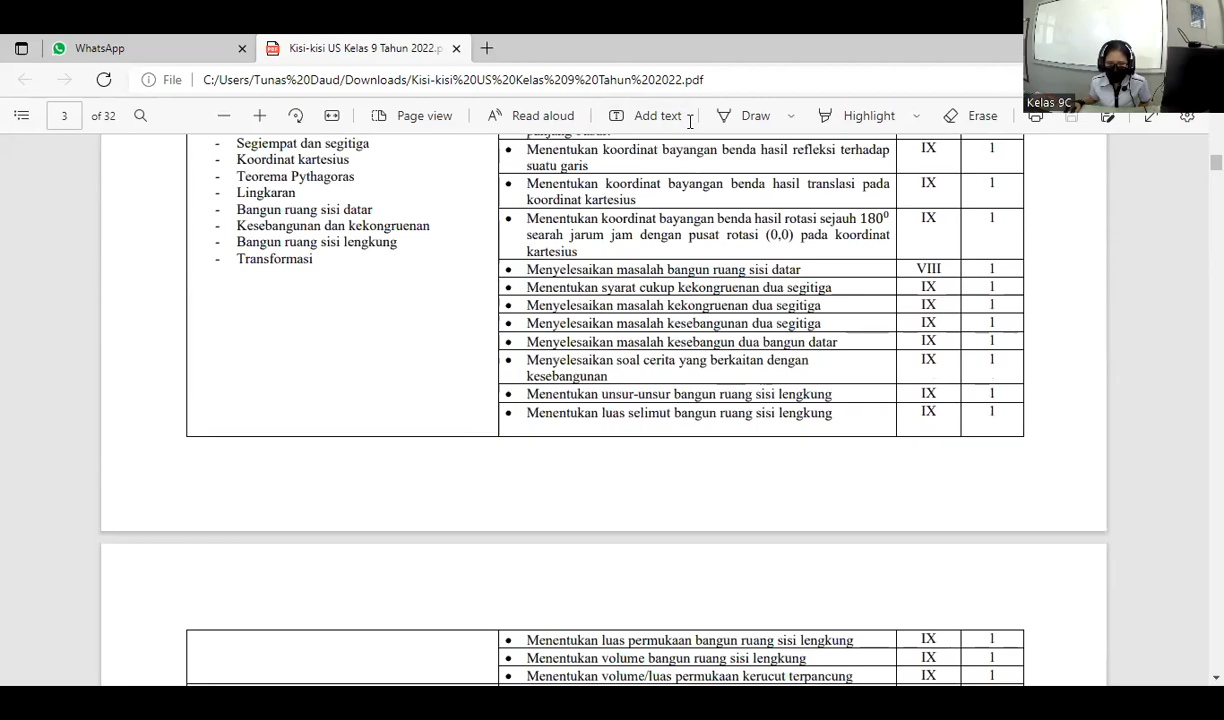 WhatsApp
Kisi-kisi US Kelas 9 Tahun 2022.p
File C:/Users/Tunas%20Daud/Downloads/Kisi-kisi%20US%20Kelas%209%20Tahun%202022.pdf
Kelas 9C
3 of 32
Page view
Read aloud
Add text
Draw
Highlight
Erase
- Segiempat dan segitiga
- Koordinat kartesius
- Teorema Pythagoras
- Lingkaran
- Bangun ruang sisi datar
- Kesebangunan dan kekongruenan
- Bangun ruang sisi lengkung
- Transformasi
• Menentukan koordinat bayangan benda hasil refleksi terhadap IX 1
suatu garis
• Menentukan koordinat bayangan benda hasil translasi pada IX 1
koordinat kartesius
• Menentukan koordinat bayangan benda hasil rotasi sejauh 180⁰ IX 1
searah jarum jam dengan pusat rotasi (0,0) pada koordinat
kartesius
• Menyelesaikan masalah bangun ruang sisi datar VIII 1
• Menentukan syarat cukup kekongruenan dua segitiga IX 1
• Menyelesaikan masalah kekongruenan dua segitiga IX 1
• Menyelesaikan masalah kesebangunan dua segitiga IX 1
• Menyelesaikan masalah kesebangun dua bangun datar IX 1
• Menyelesaikan soal cerita yang berkaitan dengan IX 1
kesebangunan
• Menentukan unsur-unsur bangun ruang sisi lengkung IX 1
• Menentukan luas selimut bangun ruang sisi lengkung IX 1
• Menentukan luas permukaan bangun ruang sisi lengkung IX 1
• Menentukan volume bangun ruang sisi lengkung IX 1
• Menentukan volume/luas permukaan kerucut terpancung IX 1